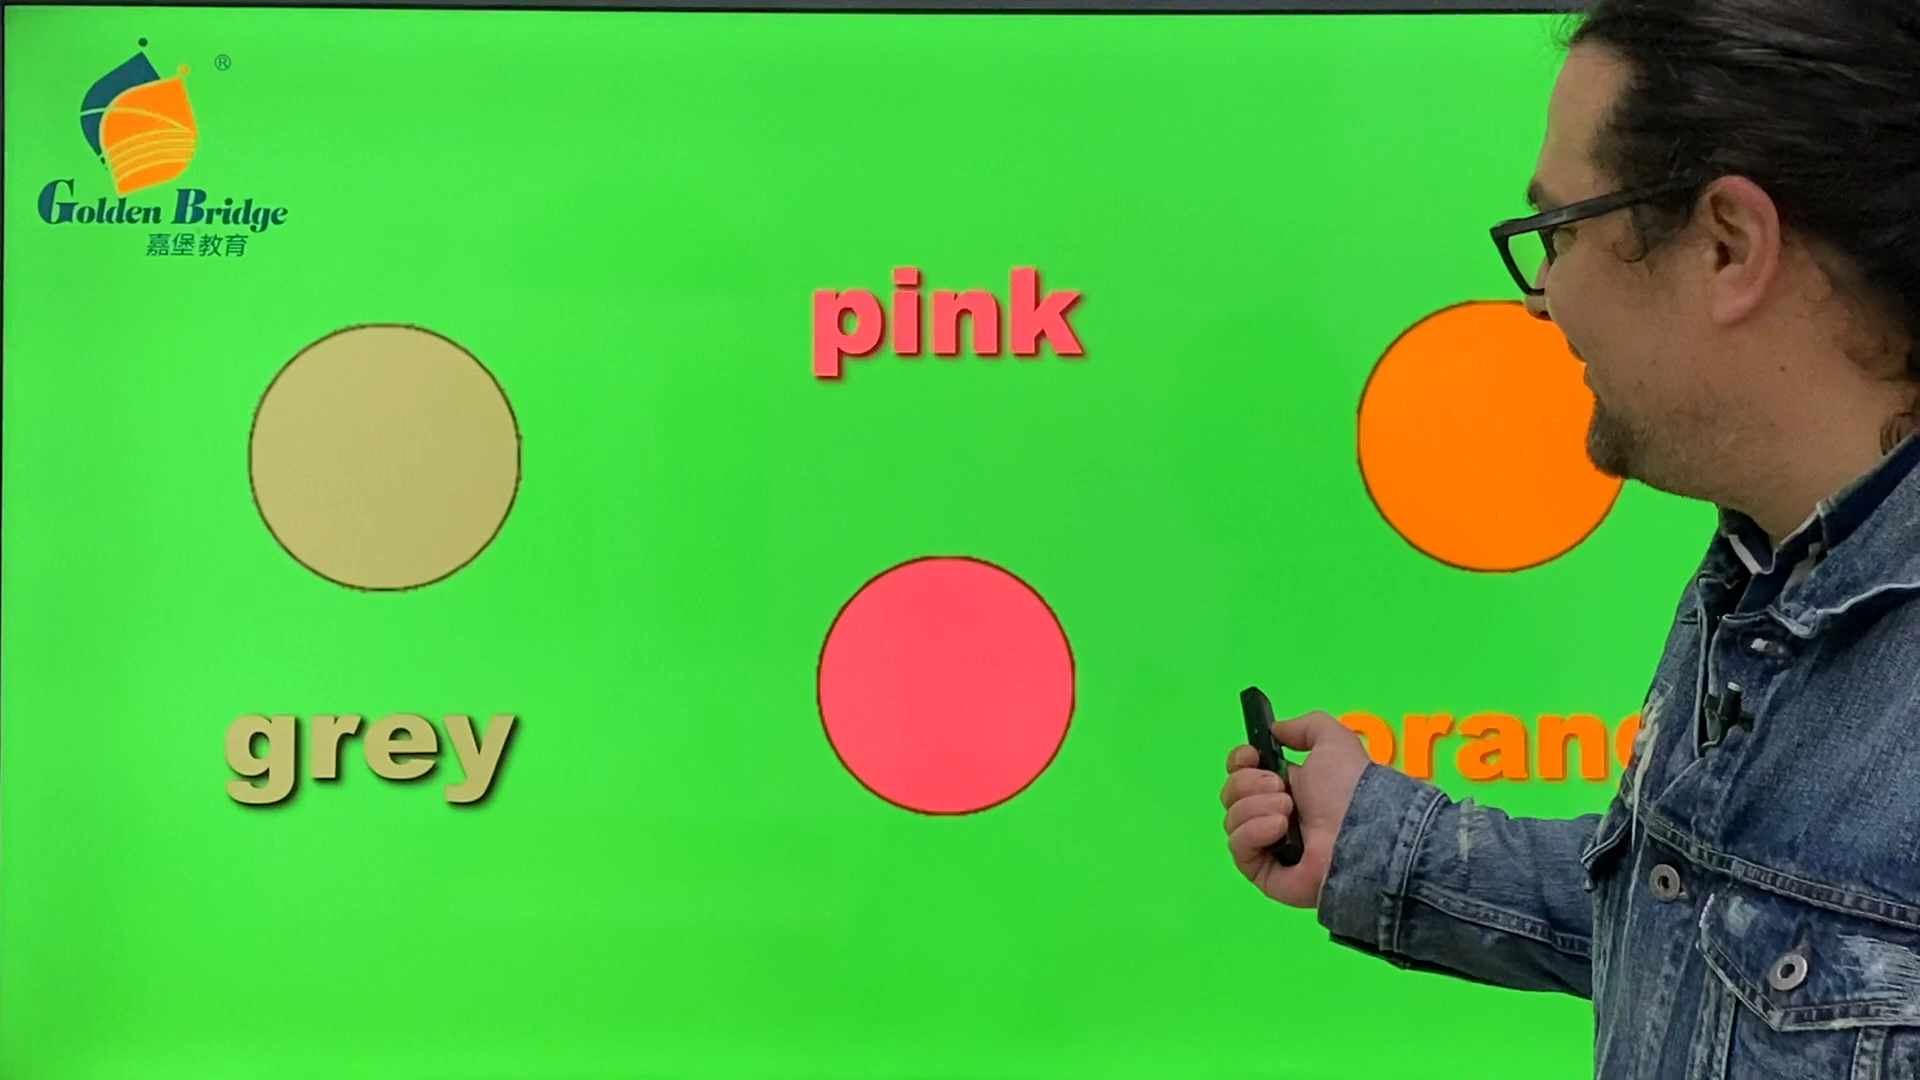 ®
Golden Bridge
嘉堡教育
pink
grey